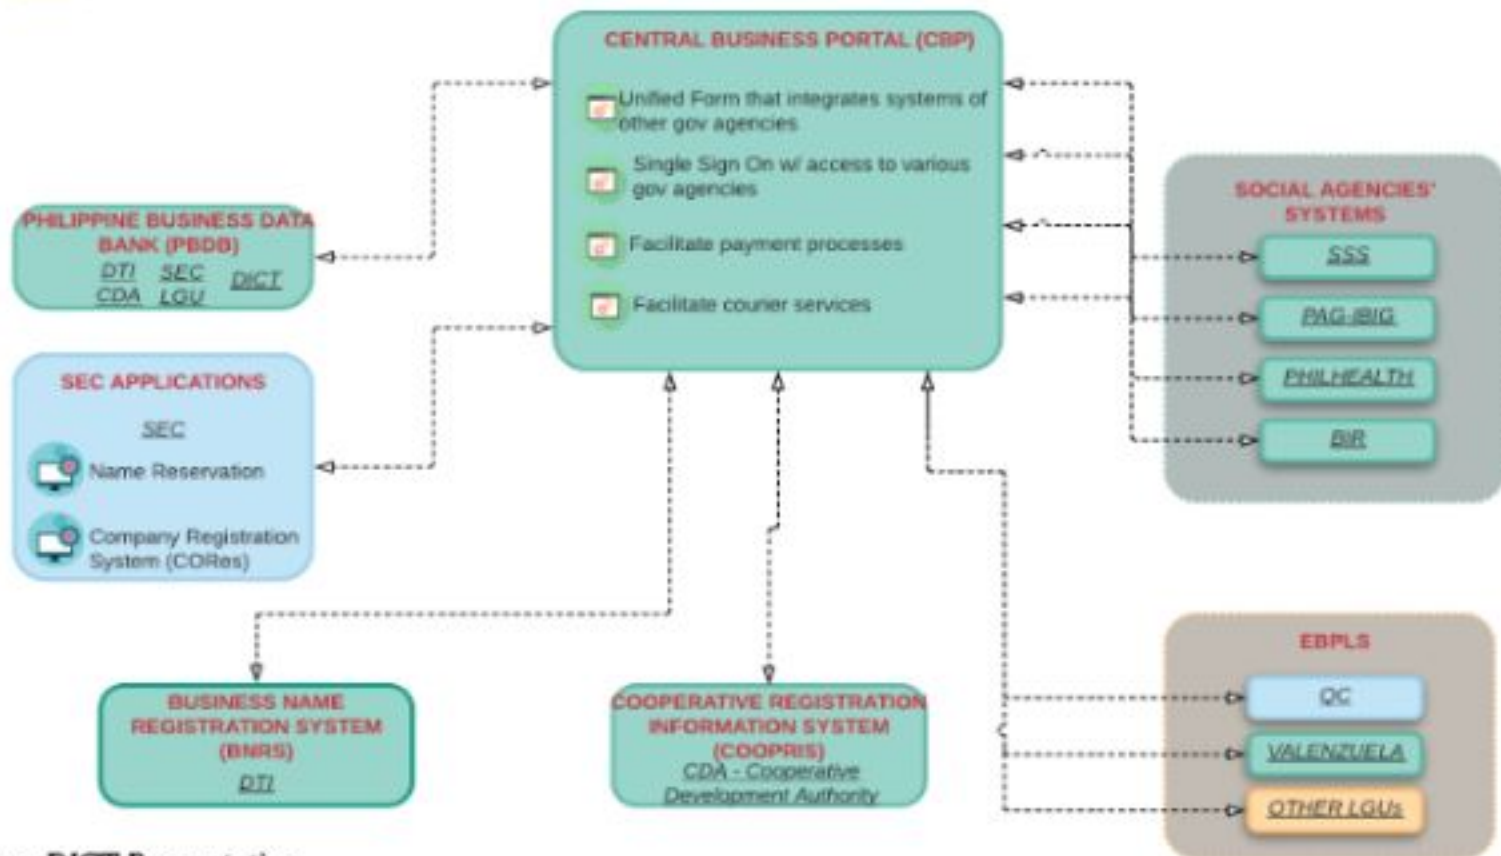 CENTRAL BUSINESS PORTAL (CBP)
Unified Form that integrates systems of
other gov agencies
Single Sign On w/ access to various
gov agencies
Facilitate payment processes
Facilitate courier services
PHILIPPINE BUSINESS DATA
BANK (PBDB)
DTI SEC DICT
CDA LGU
SEC APPLICATIONS
SEC
Name Reservation
Company Registration
System (CORes)
SOCIAL AGENCIES'
SYSTEMS
SSS
PAG-IBIG
PHILHEALTH
BIR
BUSINESS NAME
REGISTRATION SYSTEM
(BNRS)
DTI
COOPERATIVE REGISTRATION
INFORMATION SYSTEM
(COOPRIS)
CDA - Cooperative
Development Authority
EBPLS
QC
VALENZUELA
OTHER LGUs
DICT